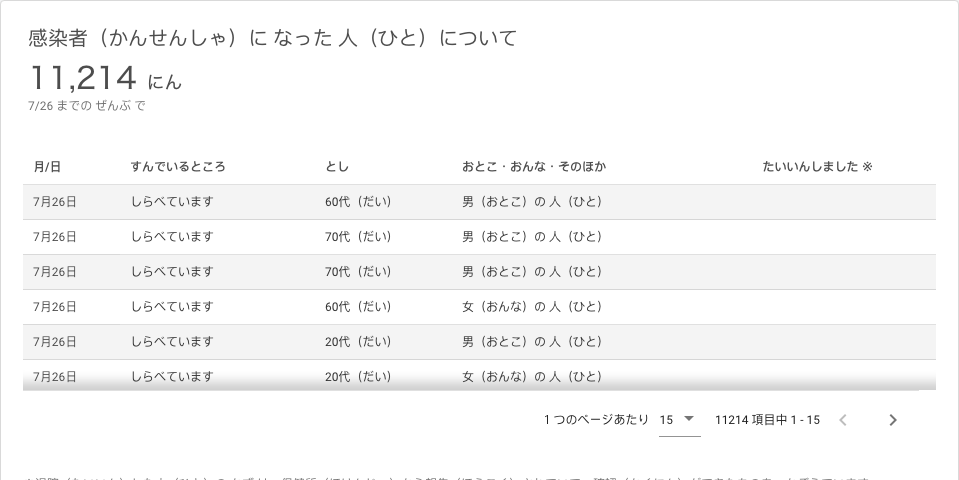 感染者（かんせんしゃ）に なった 人（ひと）について
11,214 にん
7/26 までの ぜんぶ で
月/日 すんでいるところ とし おとこ・おんな・そのほか たいいんしました ※
7月26日 しらべています 60代（だい） 男（おとこ）の 人（ひと）
7月26日 しらべています 70代（だい） 男（おとこ）の 人（ひと）
7月26日 しらべています 70代（だい） 男（おとこ）の 人（ひと）
7月26日 しらべています 60代（だい） 女（おんな）の 人（ひと）
7月26日 しらべています 20代（だい） 男（おとこ）の 人（ひと）
7月26日 しらべています 20代（だい） 女（おんな）の 人（ひと）
1 つのページあたり 15 11214 項目中 1 - 15